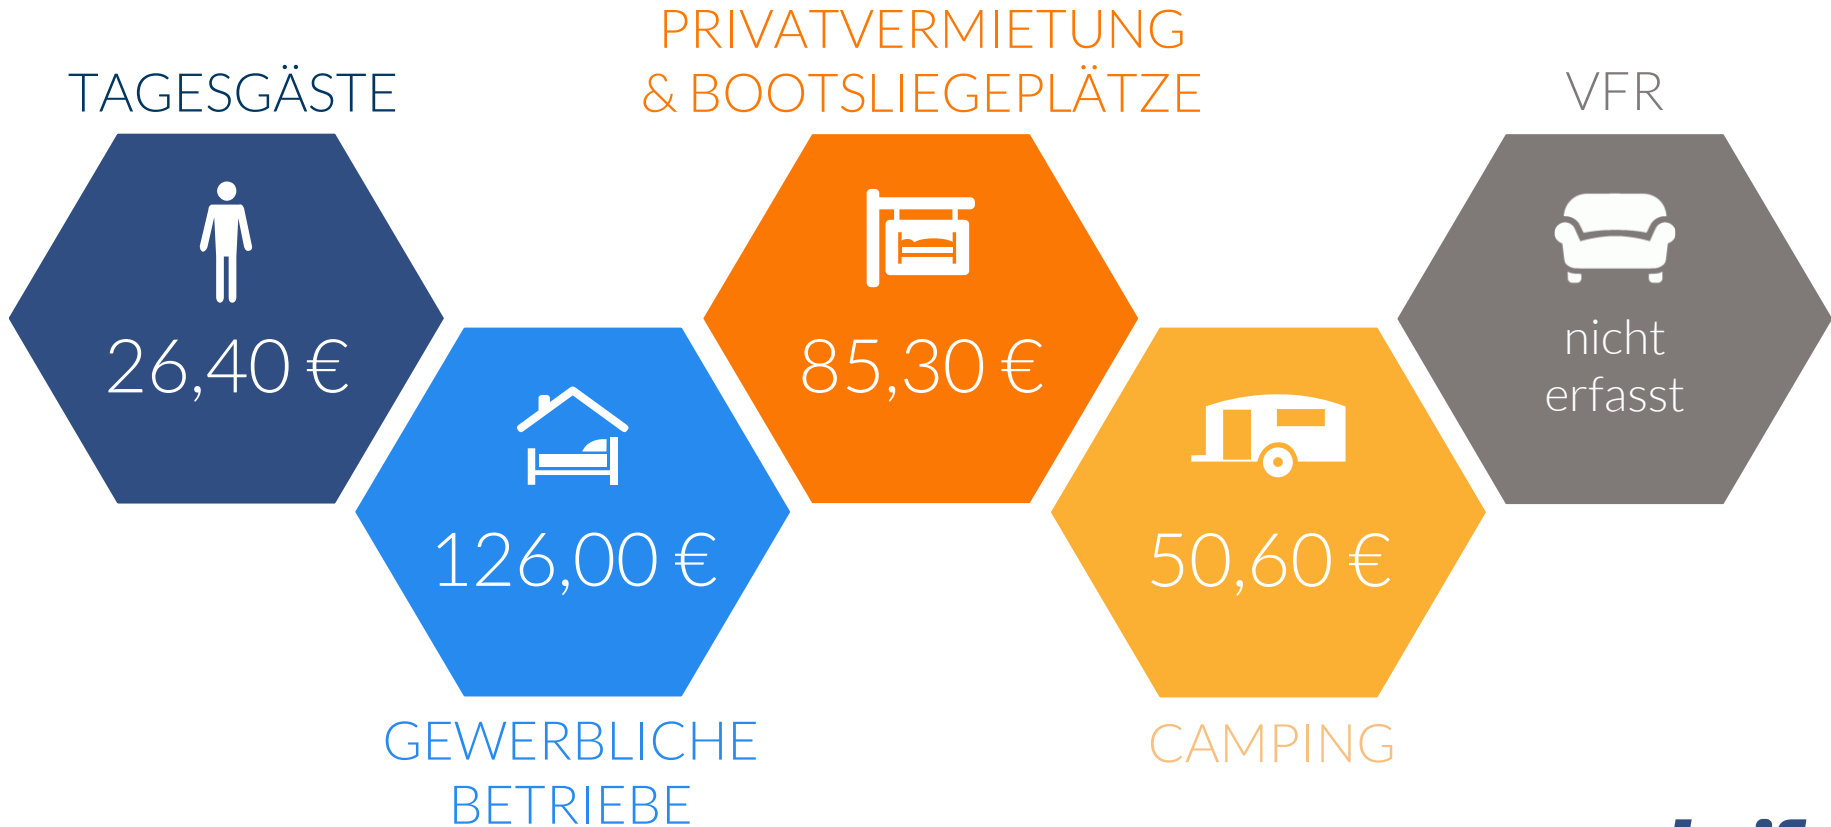 TAGESGÄSTE
26,40 €
GEWERBLICHE
BETRIEBE
126,00 €
PRIVATVERMIETUNG
& BOOTSLIEGEPLÄTZE
85,30 €
CAMPING
50,60 €
VFR
nicht
erfasst